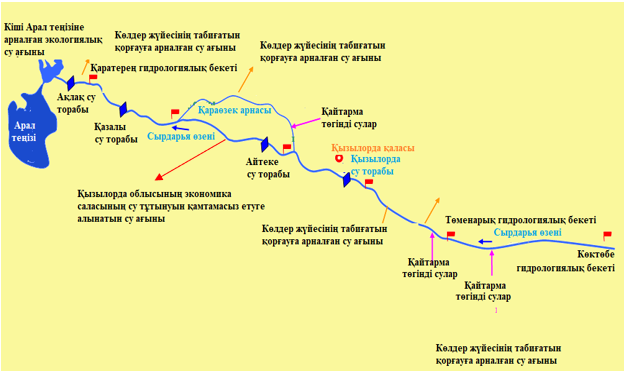 Кіші Арал теңізіне
арналған экологиялық
су ағыны
Көлдер жүйесінің табиғатын
қорғауға арналған су ағыны
Көлдер жүйесінің табиғатын
қорғауға арналған су ағыны
Қаратерең гидрологиялық бекеті
Ақлақ су
торабы
Қараөзек арнасы
Қайтарма
төгінді сулар
Арал
теңізі
Қазалы
су торабы
Сырдарья өзені
Айтеке
су торабы
Қызылорда қаласы
Қызылорда
су торабы
Қызылорда облысының экономика
саласының су тұтынуын қамтамасыз етуге
алынатын су ағыны
Көлдер жүйесінің табиғатын
қорғауға арналған су ағыны
Төменарық гидрологиялық бекеті
Сырдарья өзені
Көктөбе
гидрологиялық бекеті
Қайтарма
төгінді сулар
Қайтарма
төгінді сулар
1
Көлдер жүйесінің табиғатын
қорғауға арналған су ағыны